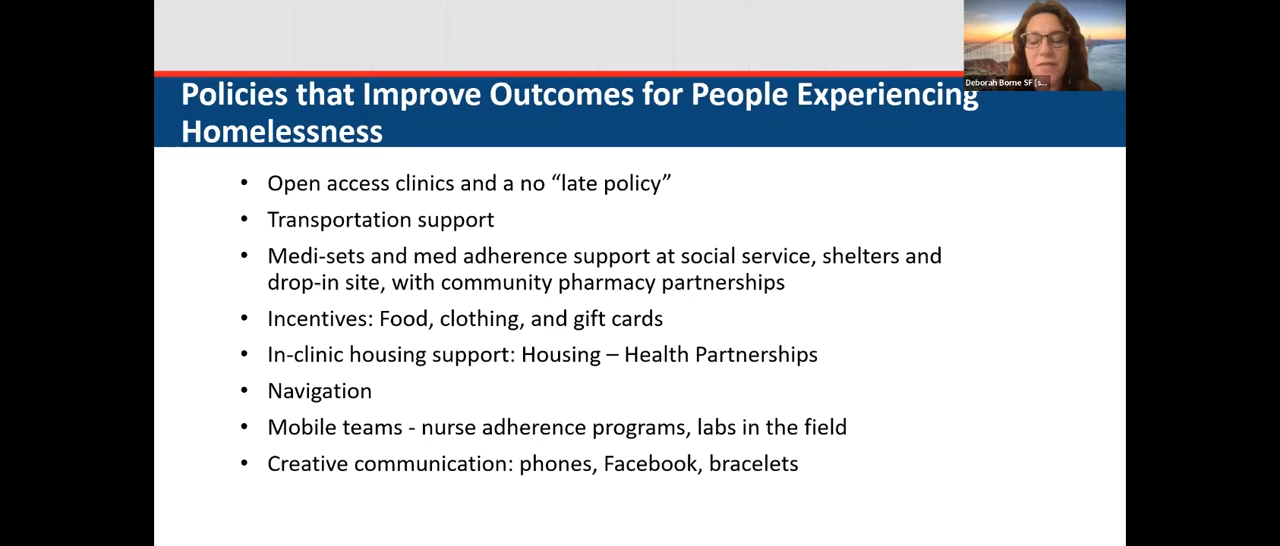 Deborah Borne SF (s...
Policies that Improve Outcomes for People Experiencing
Homelessness
• Open access clinics and a no “late policy”
• Transportation support
• Medi-sets and med adherence support at social service, shelters and
drop-in site, with community pharmacy partnerships
• Incentives: Food, clothing, and gift cards
• In-clinic housing support: Housing – Health Partnerships
• Navigation
• Mobile teams - nurse adherence programs, labs in the field
• Creative communication: phones, Facebook, bracelets